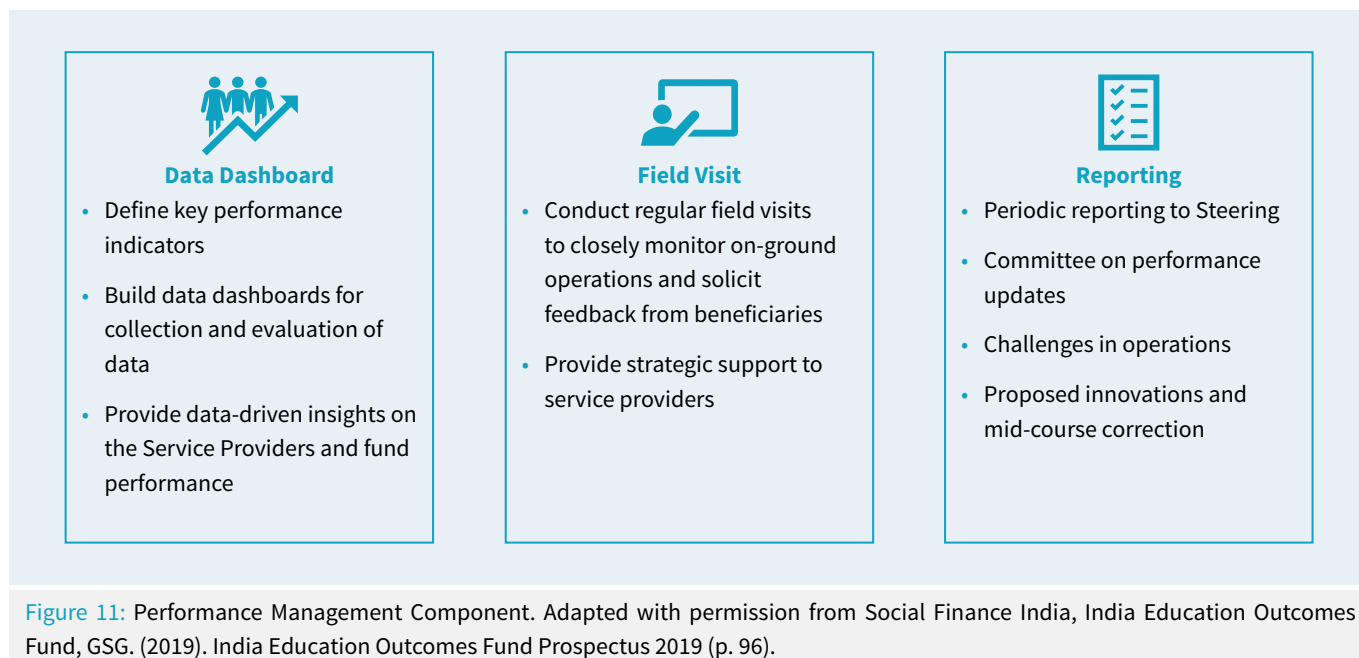 Data Dashboard
• Define key performance
indicators
• Build data dashboards for
collection and evaluation of
data
• Provide data-driven insights on
the Service Providers and fund
performance
Field Visit
• Conduct regular field visits
to closely monitor on-ground
operations and solicit
feedback from beneficiaries
• Provide strategic support to
service providers
Reporting
• Periodic reporting to Steering
• Committee on performance
updates
• Challenges in operations
• Proposed innovations and
mid-course correction
Figure 11: Performance Management Component. Adapted with permission from Social Finance India, India Education Outcomes
Fund, GSG. (2019). India Education Outcomes Fund Prospectus 2019 (p. 96).